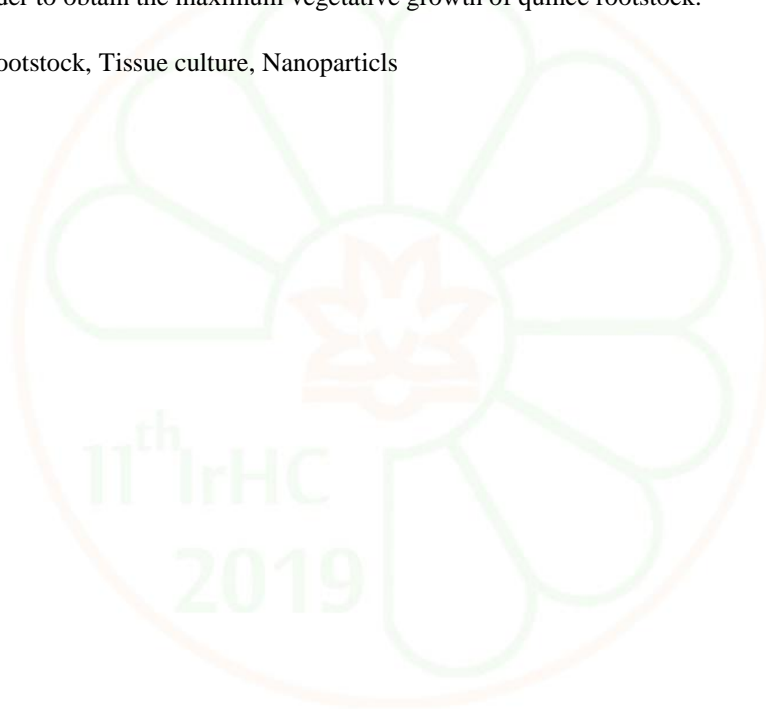 der to obtain the maximum vegetative growth of quince rootstock.
ootstock, Tissue culture, Nanoparticls
11th IrHC
2019